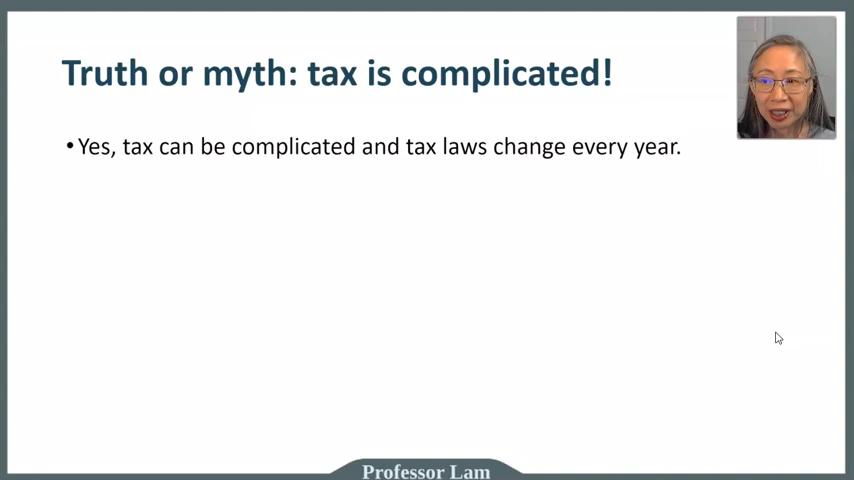 Truth or myth: tax is complicated!
•Yes, tax can be complicated and tax laws change every year.
Professor Lam